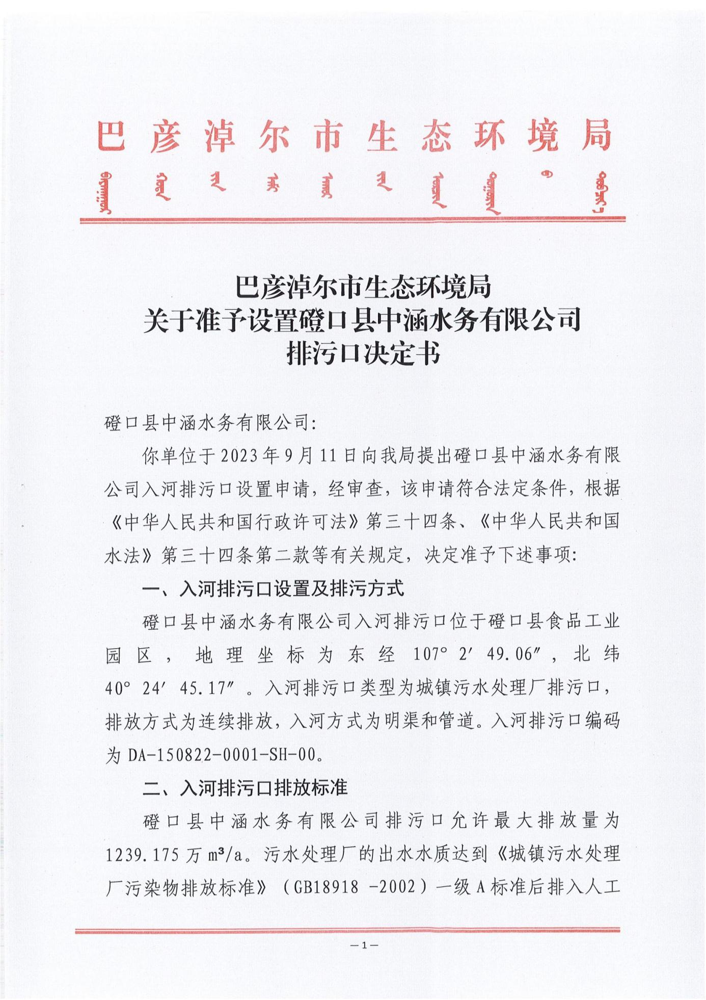 巴彦淖尔市生态环境局
巴彦淖尔市生态环境局
关于准予设置磴口县中涵水务有限公司
排污口决定书
磴口县中涵水务有限公司:
你单位于2023年9月11日向我局提出磴口县中涵水务有限
公司入河排污口设置申请，经审查，该申请符合法定条件，根据
《中华人民共和国行政许可法》第三十四条、《中华人民共和国
水法》第三十四条第二款等有关规定，决定准予下述事项:
一、入河排污口设置及排污方式
磴口县中涵水务有限公司入河排污口位于磴口县食品工业
园区，地理坐标为东经107° 2′ 49.06″，北纬
40° 24′ 45.17″。入河排污口类型为城镇污水处理厂排污口，
排放方式为连续排放，入河方式为明渠和管道。入河排污口编码
为 DA-150822-0001-SH-00。
二、入河排污口排放标准
磴口县中涵水务有限公司排污口允许最大排放量为
1239.175万m³/a。污水处理厂的出水水质达到《城镇污水处理
厂污染物排放标准》（GB18918 -2002）一级A标准后排入人工
— 1 —